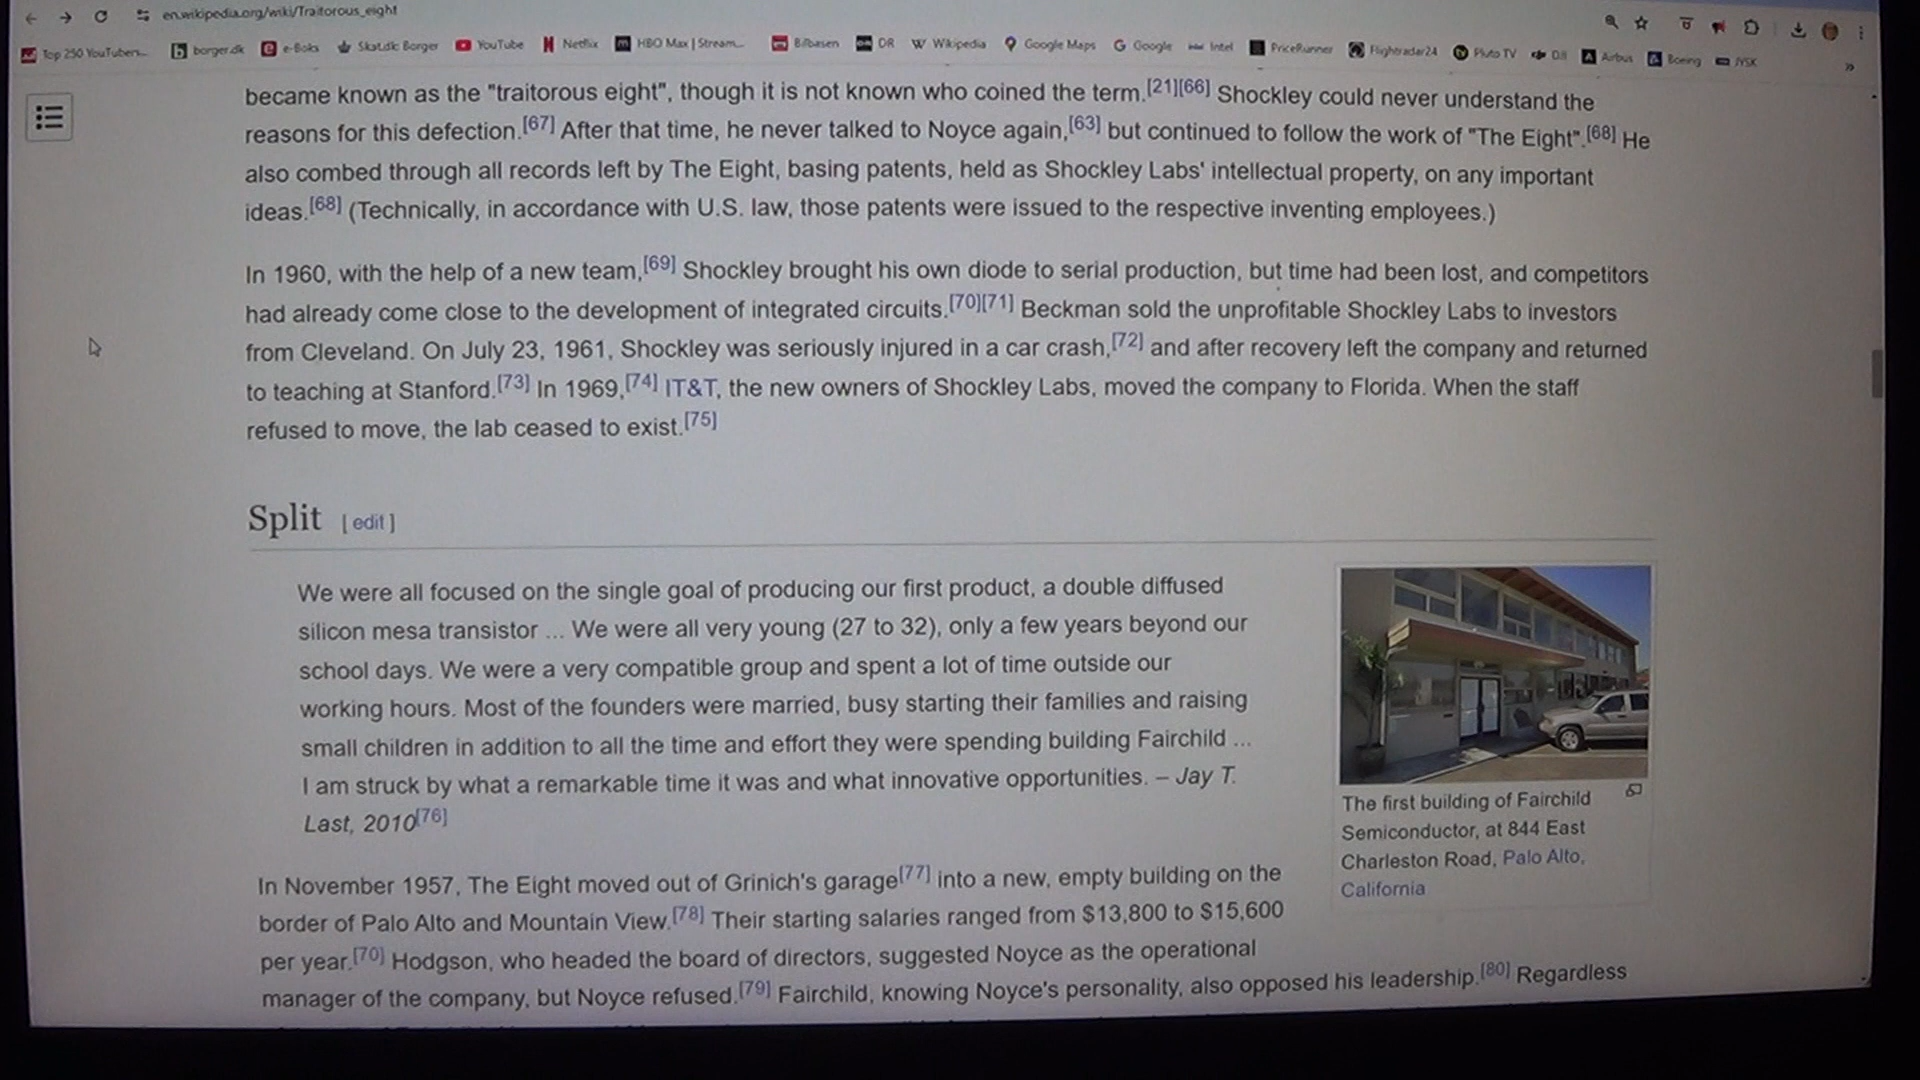 en.wikipedia.org/wiki/Traitorous_eight
Top 250 YouTubers... borger.dk e-Boks Skat.dk: Borger YouTube Netflix HBO Max | Stream... Bilbasen DR Wikipedia Google Maps Google Intel PriceRunner Flightradar24 Pluto TV DJI Airbus Boeing JYSK
became known as the "traitorous eight", though it is not known who coined the term.[21][66] Shockley could never understand the
reasons for this defection.[67] After that time, he never talked to Noyce again,[63] but continued to follow the work of "The Eight".[68] He
also combed through all records left by The Eight, basing patents, held as Shockley Labs' intellectual property, on any important
ideas.[68] (Technically, in accordance with U.S. law, those patents were issued to the respective inventing employees.)
In 1960, with the help of a new team,[69] Shockley brought his own diode to serial production, but time had been lost, and competitors
had already come close to the development of integrated circuits.[70][71] Beckman sold the unprofitable Shockley Labs to investors
from Cleveland. On July 23, 1961, Shockley was seriously injured in a car crash,[72] and after recovery left the company and returned
to teaching at Stanford.[73] In 1969,[74] IT&T, the new owners of Shockley Labs, moved the company to Florida. When the staff
refused to move, the lab ceased to exist.[75]
Split [ edit ]
We were all focused on the single goal of producing our first product, a double diffused
silicon mesa transistor ... We were all very young (27 to 32), only a few years beyond our
school days. We were a very compatible group and spent a lot of time outside our
working hours. Most of the founders were married, busy starting their families and raising
small children in addition to all the time and effort they were spending building Fairchild ...
I am struck by what a remarkable time it was and what innovative opportunities. – Jay T.
Last, 2010[76]
The first building of Fairchild
Semiconductor, at 844 East
Charleston Road, Palo Alto,
California
In November 1957, The Eight moved out of Grinich's garage[77] into a new, empty building on the
border of Palo Alto and Mountain View.[78] Their starting salaries ranged from $13,800 to $15,600
per year.[70] Hodgson, who headed the board of directors, suggested Noyce as the operational
manager of the company, but Noyce refused.[79] Fairchild, knowing Noyce's personality, also opposed his leadership.[80] Regardless